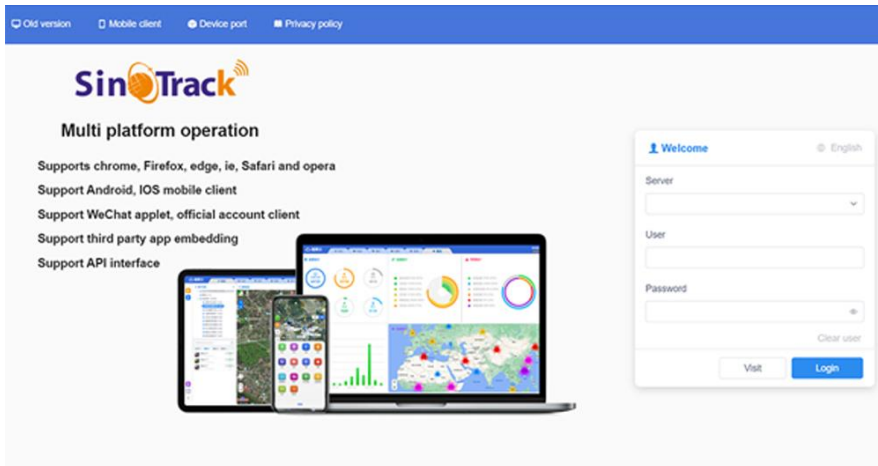 Old version
Mobile client
Device port
Privacy policy
SinoTrack
Multi platform operation
Supports chrome, Firefox, edge, ie, Safari and opera
Support Android, IOS mobile client
Support WeChat applet, official account client
Support third party app embedding
Support API interface
Welcome
English
Server
User
Password
Clear user
Visit
Login